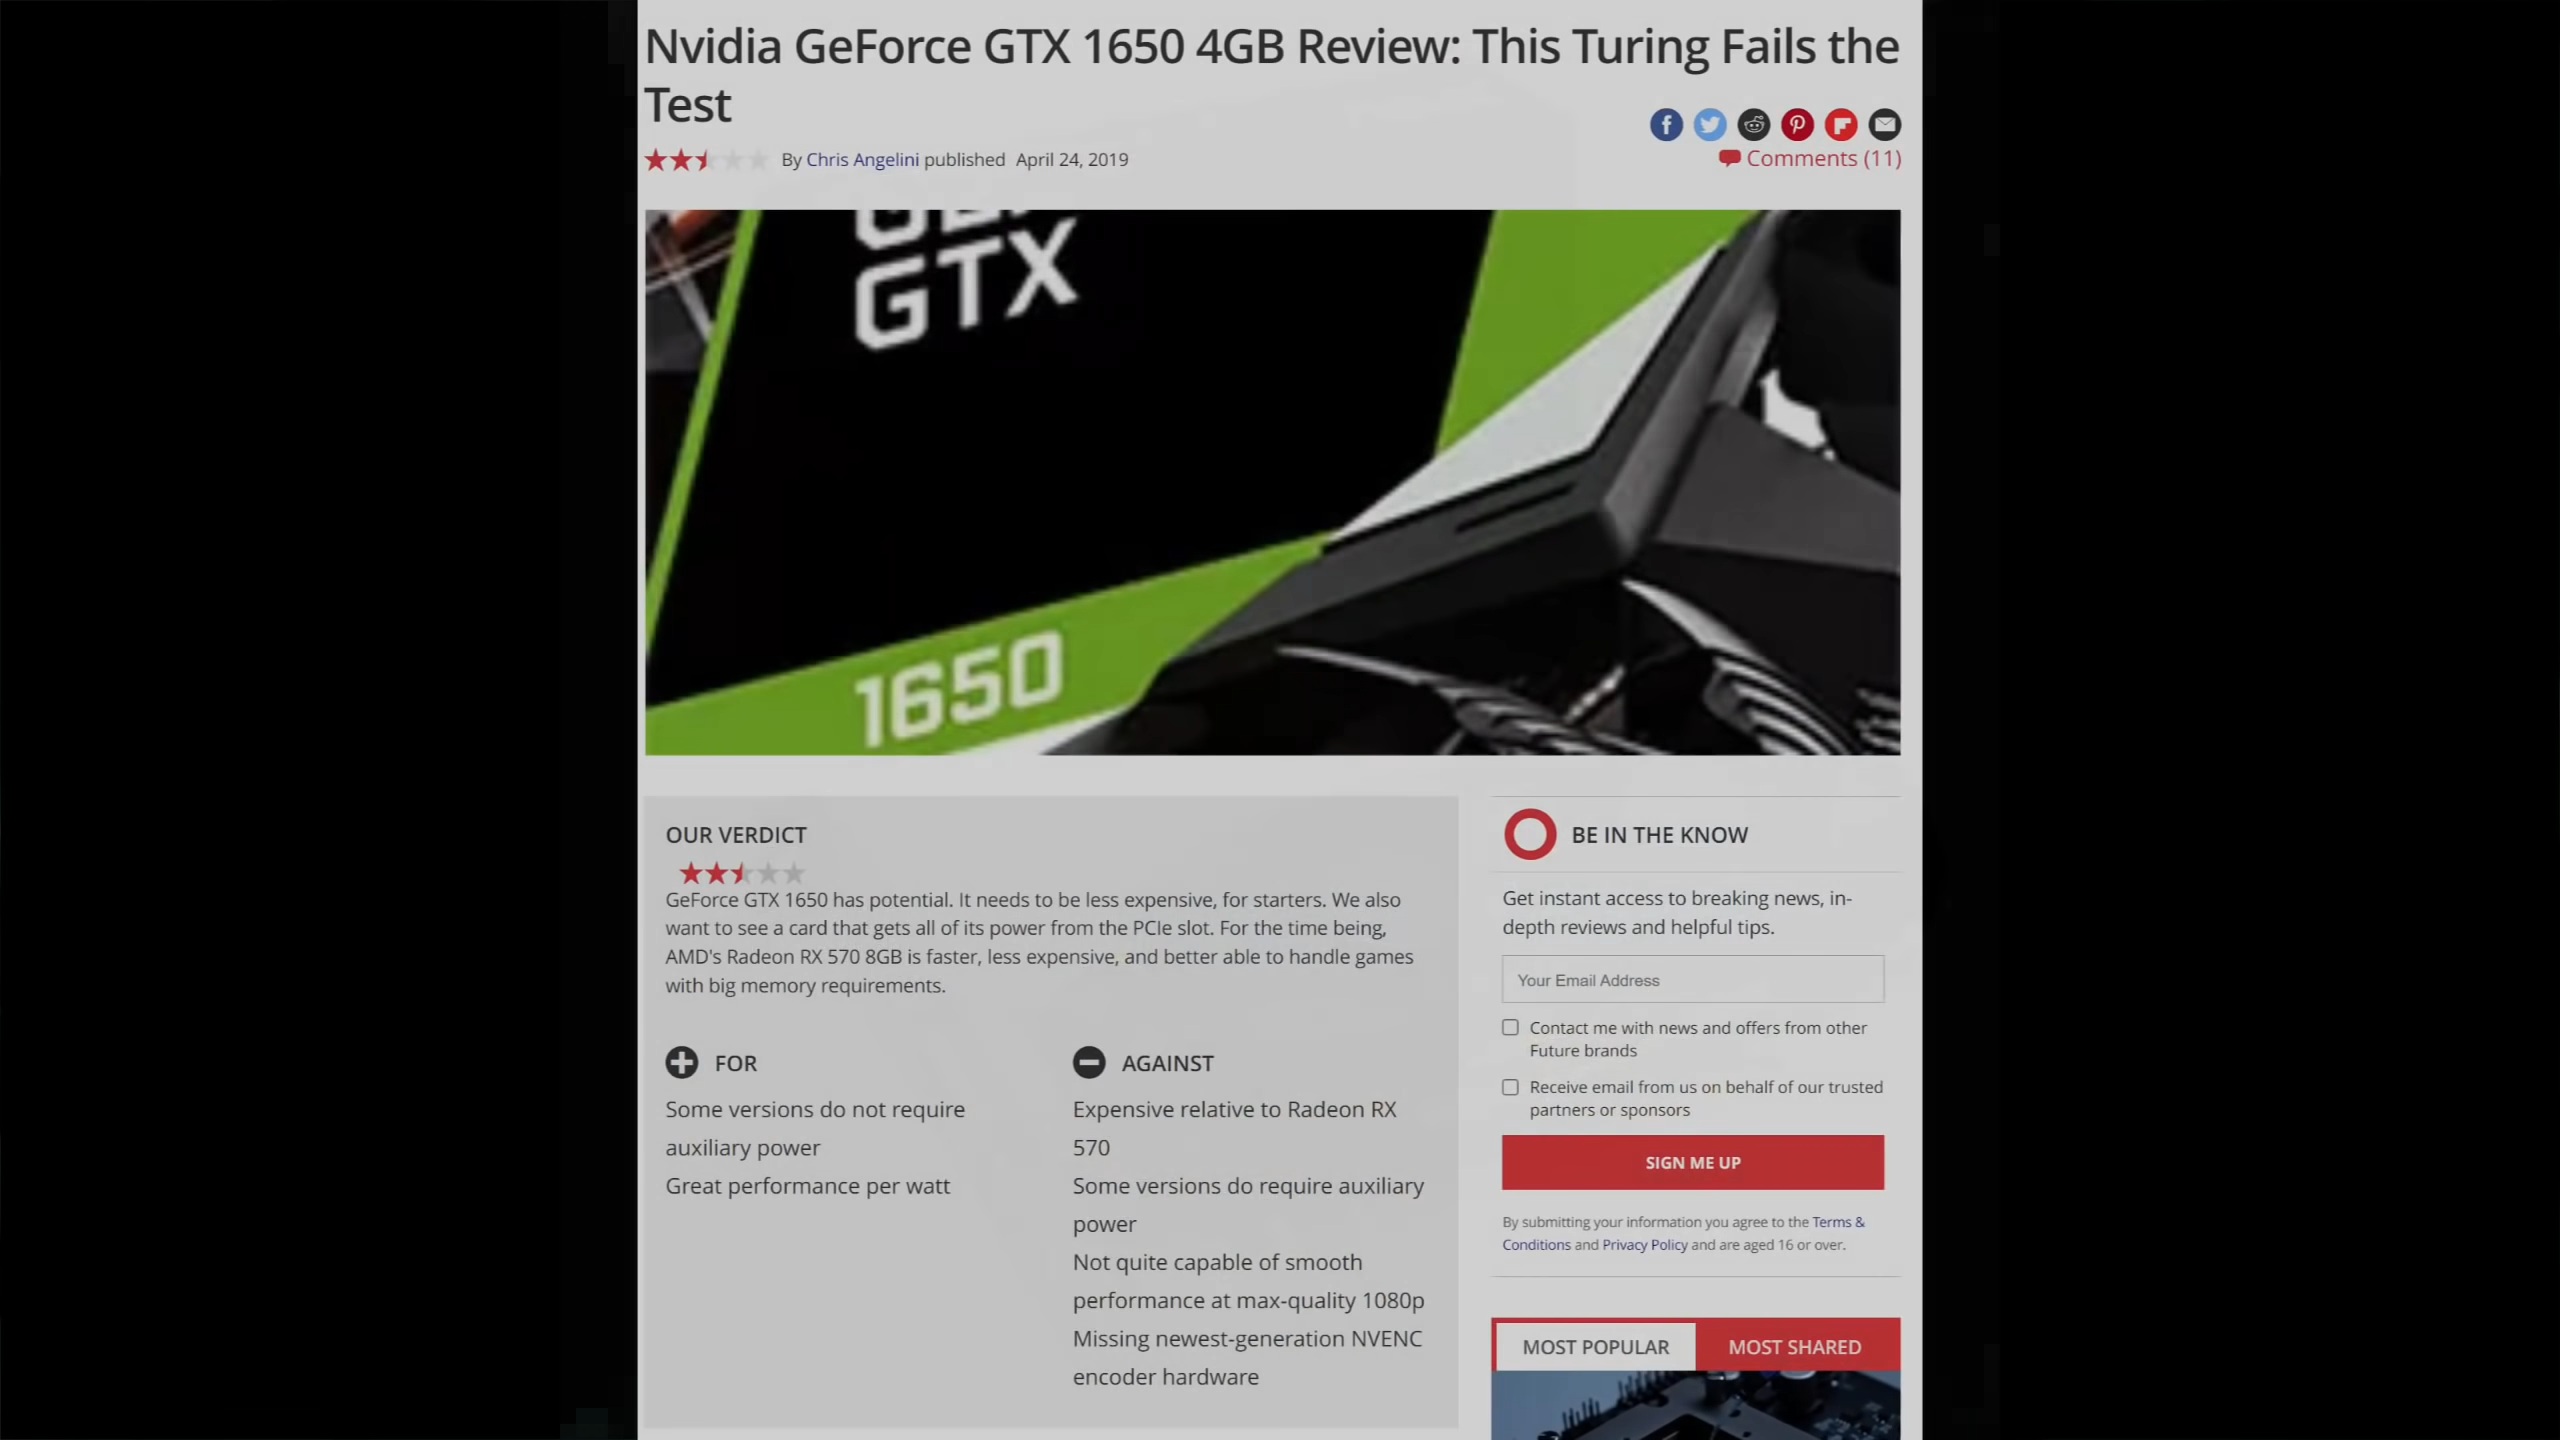 Nvidia GeForce GTX 1650 4GB Review: This Turing Fails the
Test
By Chris Angelini published April 24, 2019
Comments (11)
GTX
1650
OUR VERDICT
GeForce GTX 1650 has potential. It needs to be less expensive, for starters. We also
want to see a card that gets all of its power from the PCIe slot. For the time being,
AMD's Radeon RX 570 8GB is faster, less expensive, and better able to handle games
with big memory requirements.
FOR
Some versions do not require
auxiliary power
Great performance per watt
AGAINST
Expensive relative to Radeon RX
570
Some versions do require auxiliary
power
Not quite capable of smooth
performance at max-quality 1080p
Missing newest-generation NVENC
encoder hardware
BE IN THE KNOW
Get instant access to breaking news, in-
depth reviews and helpful tips.
Your Email Address
Contact me with news and offers from other
Future brands
Receive email from us on behalf of our trusted
partners or sponsors
SIGN ME UP
By submitting your information you agree to the Terms &
Conditions and Privacy Policy and are aged 16 or over.
MOST POPULAR
MOST SHARED